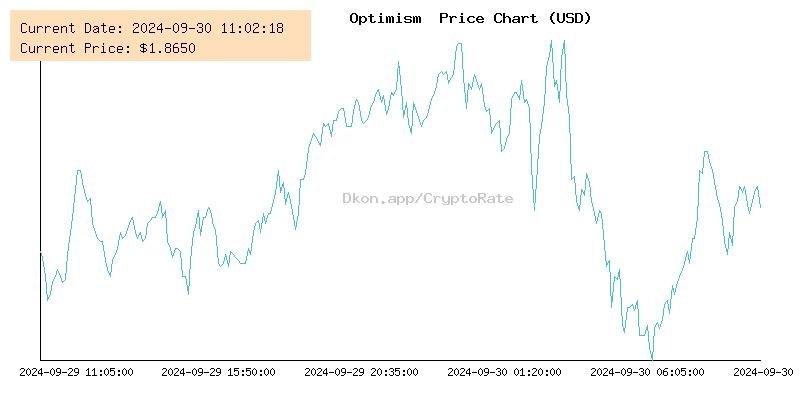 Optimism  Price Chart (USD)
Current Date: 2024-09-30 11:02:18
Current Price: $1.8650
Dkon.app/CryptoRate
2024-09-29 11:05:00 2024-09-29 15:50:00 2024-09-29 20:35:00 2024-09-30 01:20:00 2024-09-30 06:05:00 2024-09-30